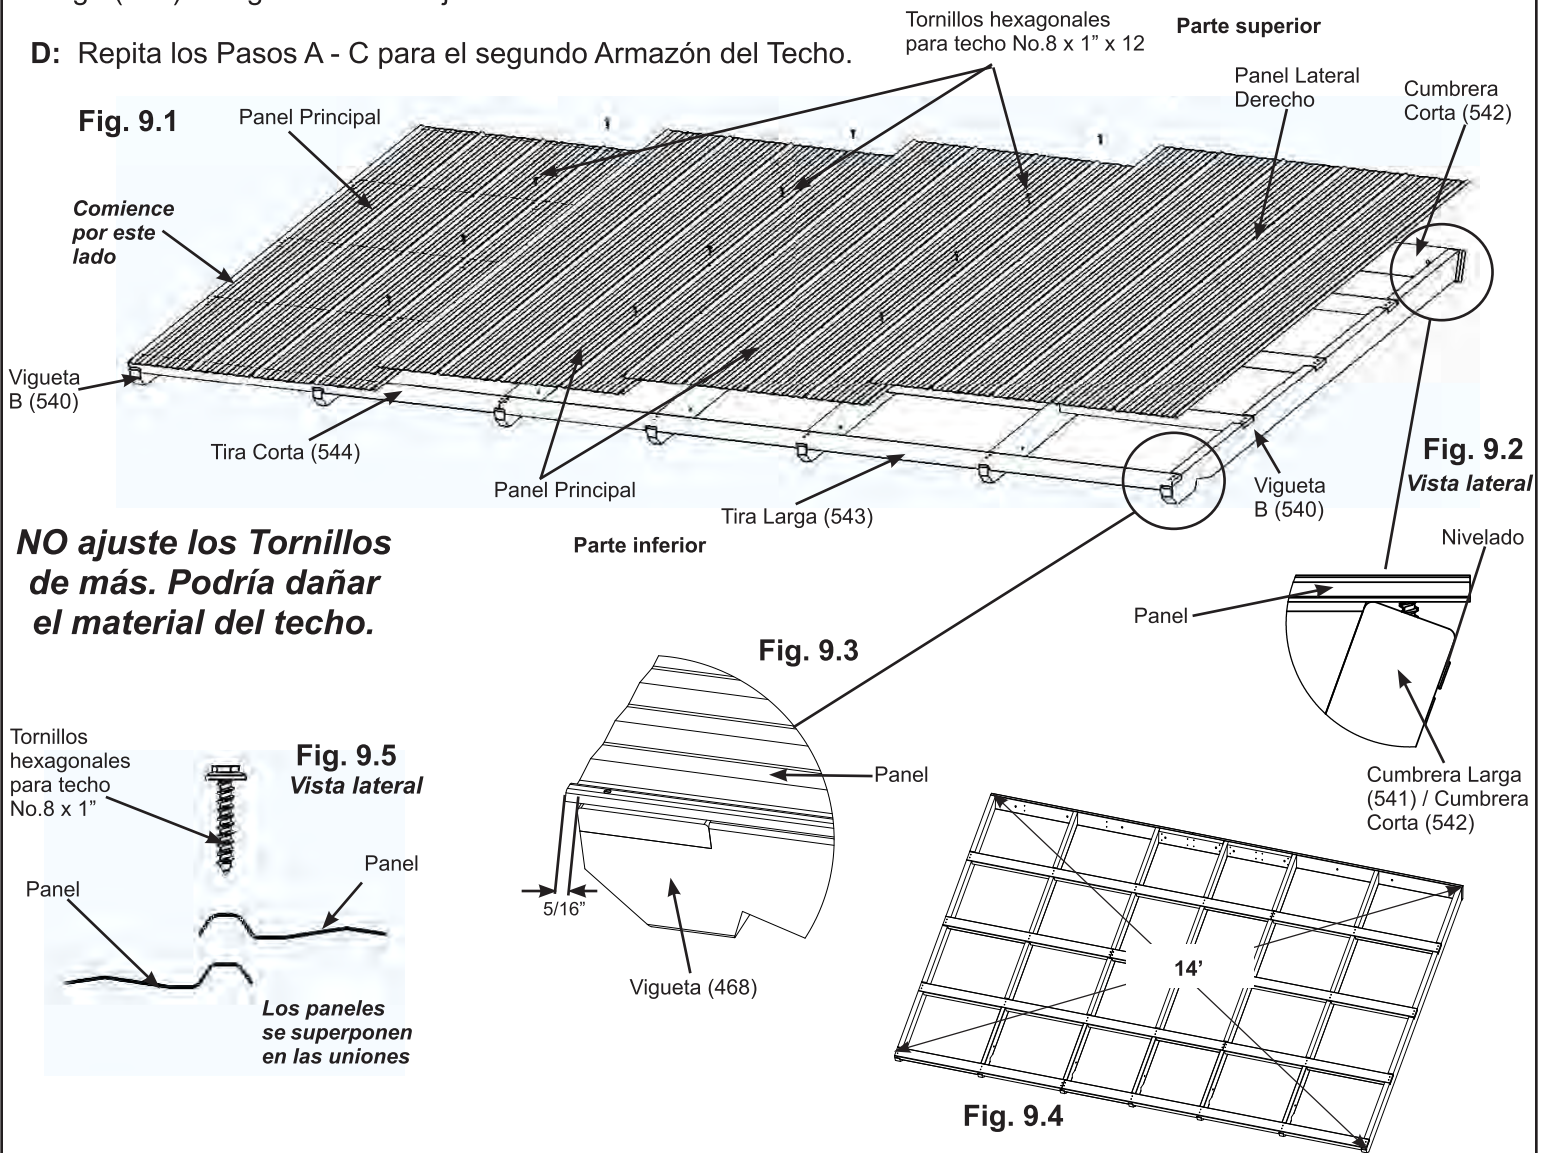 D: Repita los Pasos A - C para el segundo Armazón del Techo.
Tornillos hexagonales
para techo No.8 x 1” x 12
Parte superior
Fig. 9.1
Panel Principal
Panel Lateral
Derecho
Cumbrera
Corta (542)
Comience
por este
lado
Vigueta
B (540)
Tira Corta (544)
Panel Principal
Tira Larga (543)
Vigueta
B (540)
Fig. 9.2
Vista lateral
Parte inferior
NO ajuste los Tornillos
de más. Podría dañar
el material del techo.
Nivelado
Panel
Cumbrera Larga
(541) / Cumbrera
Corta (542)
Fig. 9.3
Panel
5/16”
Vigueta (468)
Tornillos
hexagonales
para techo
No.8 x 1”
Fig. 9.5
Vista lateral
Panel
Panel
Los paneles
se superponen
en las uniones
14’
Fig. 9.4